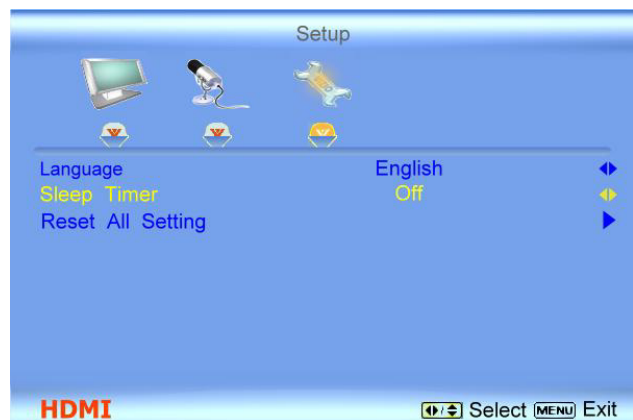 Setup
Language English
Sleep Timer Off
Reset All Setting
HDMI Select MENU Exit